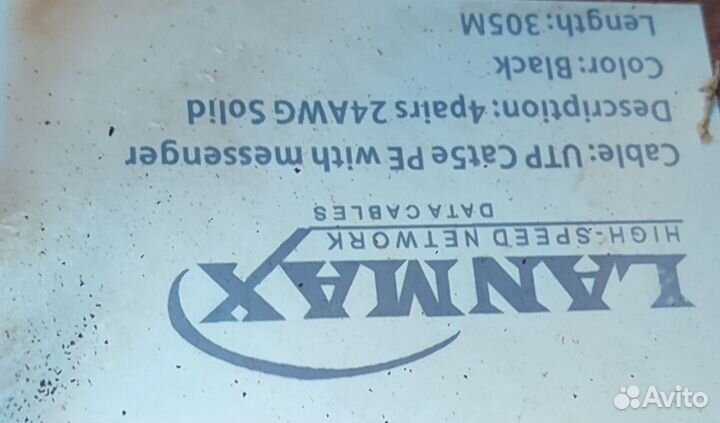 LANMAX
HIGH-SPEED NETWORK
DATA CABLES
Cable: UTP Cat5e PE with messenger
Description: 4pairs 24AWG Solid
Color: Black
Length: 305M
Avito